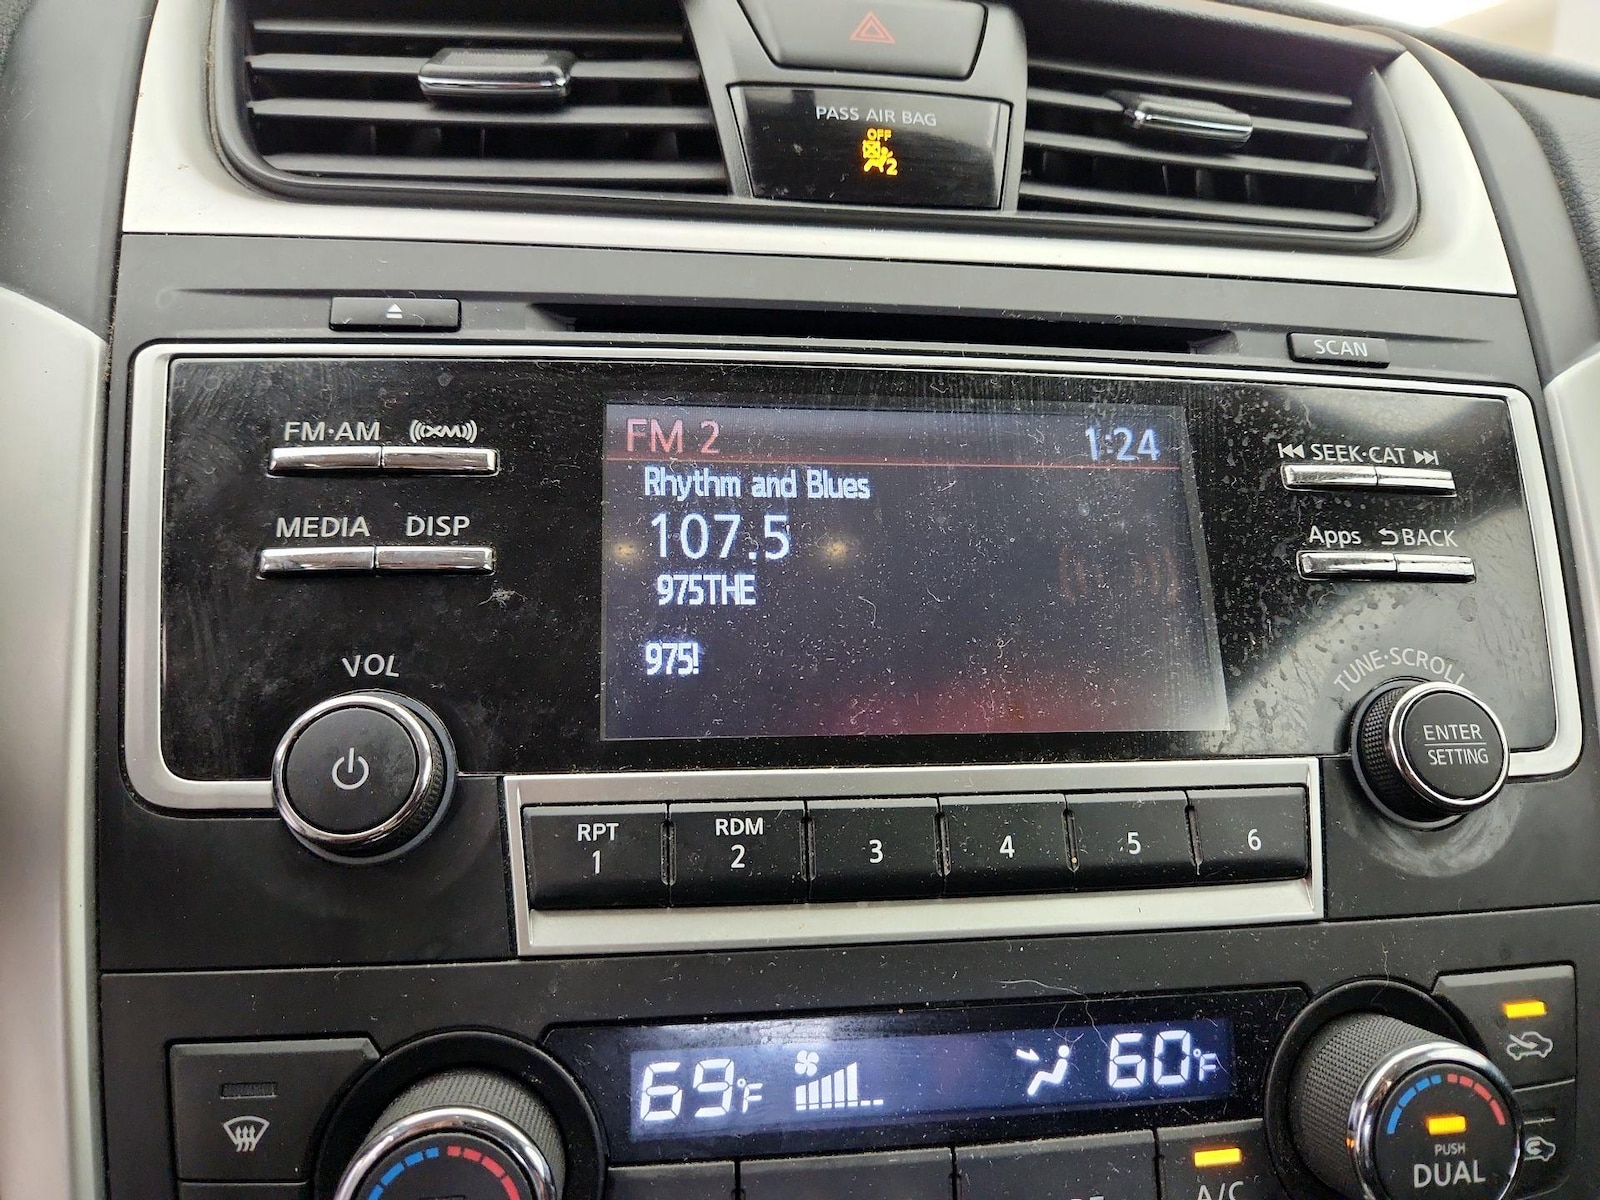 PASS AIR BAG
OFF
2
SCAN
FM·AM
((XM))
FM 2
1:24
SEEK·CAT
Rhythm and Blues
MEDIA DISP
107.5
Apps BACK
975THE
975!
VOL
TUNE·SCROLL
ENTER
SETTING
RPT
1
RDM
2
3
4
5
6
69°F
60°F
PUSH
DUAL
A/C